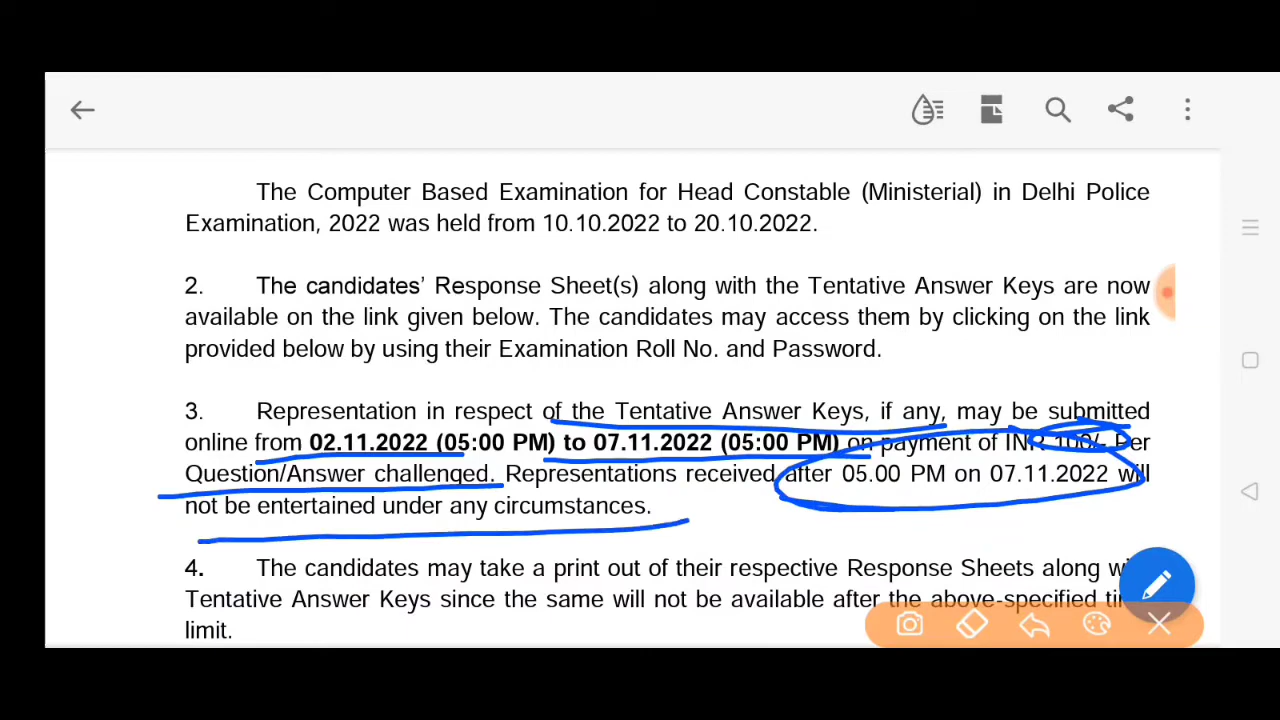 The Computer Based Examination for Head Constable (Ministerial) in Delhi Police
Examination, 2022 was held from 10.10.2022 to 20.10.2022.
2. The candidates' Response Sheet(s) along with the Tentative Answer Keys are now
available on the link given below. The candidates may access them by clicking on the link
provided below by using their Examination Roll No. and Password.
3. Representation in respect of the Tentative Answer Keys, if any, may be submitted
online from 02.11.2022 (05:00 PM) to 07.11.2022 (05:00 PM) on payment of INR 100/- Per
Question/Answer challenged. Representations received after 05.00 PM on 07.11.2022 will
not be entertained under any circumstances.
4. The candidates may take a print out of their respective Response Sheets along
Tentative Answer Keys since the same will not be available after the above-specified
limit.